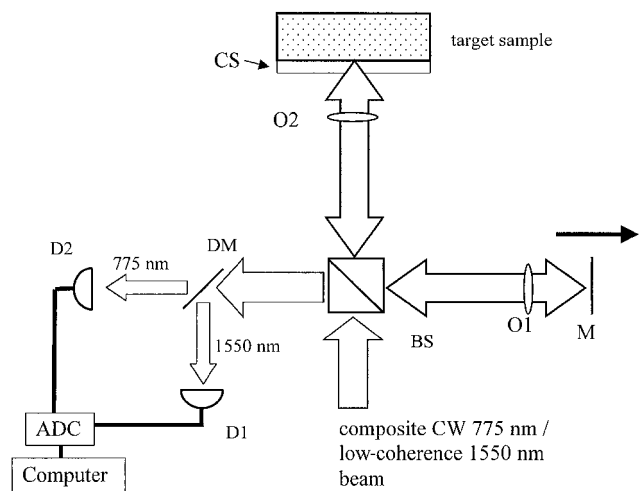 target sample
CS
O2
D2
DM
775 nm
1550 nm
O1
M
BS
D1
ADC
Computer
composite CW 775 nm /
low-coherence 1550 nm
beam